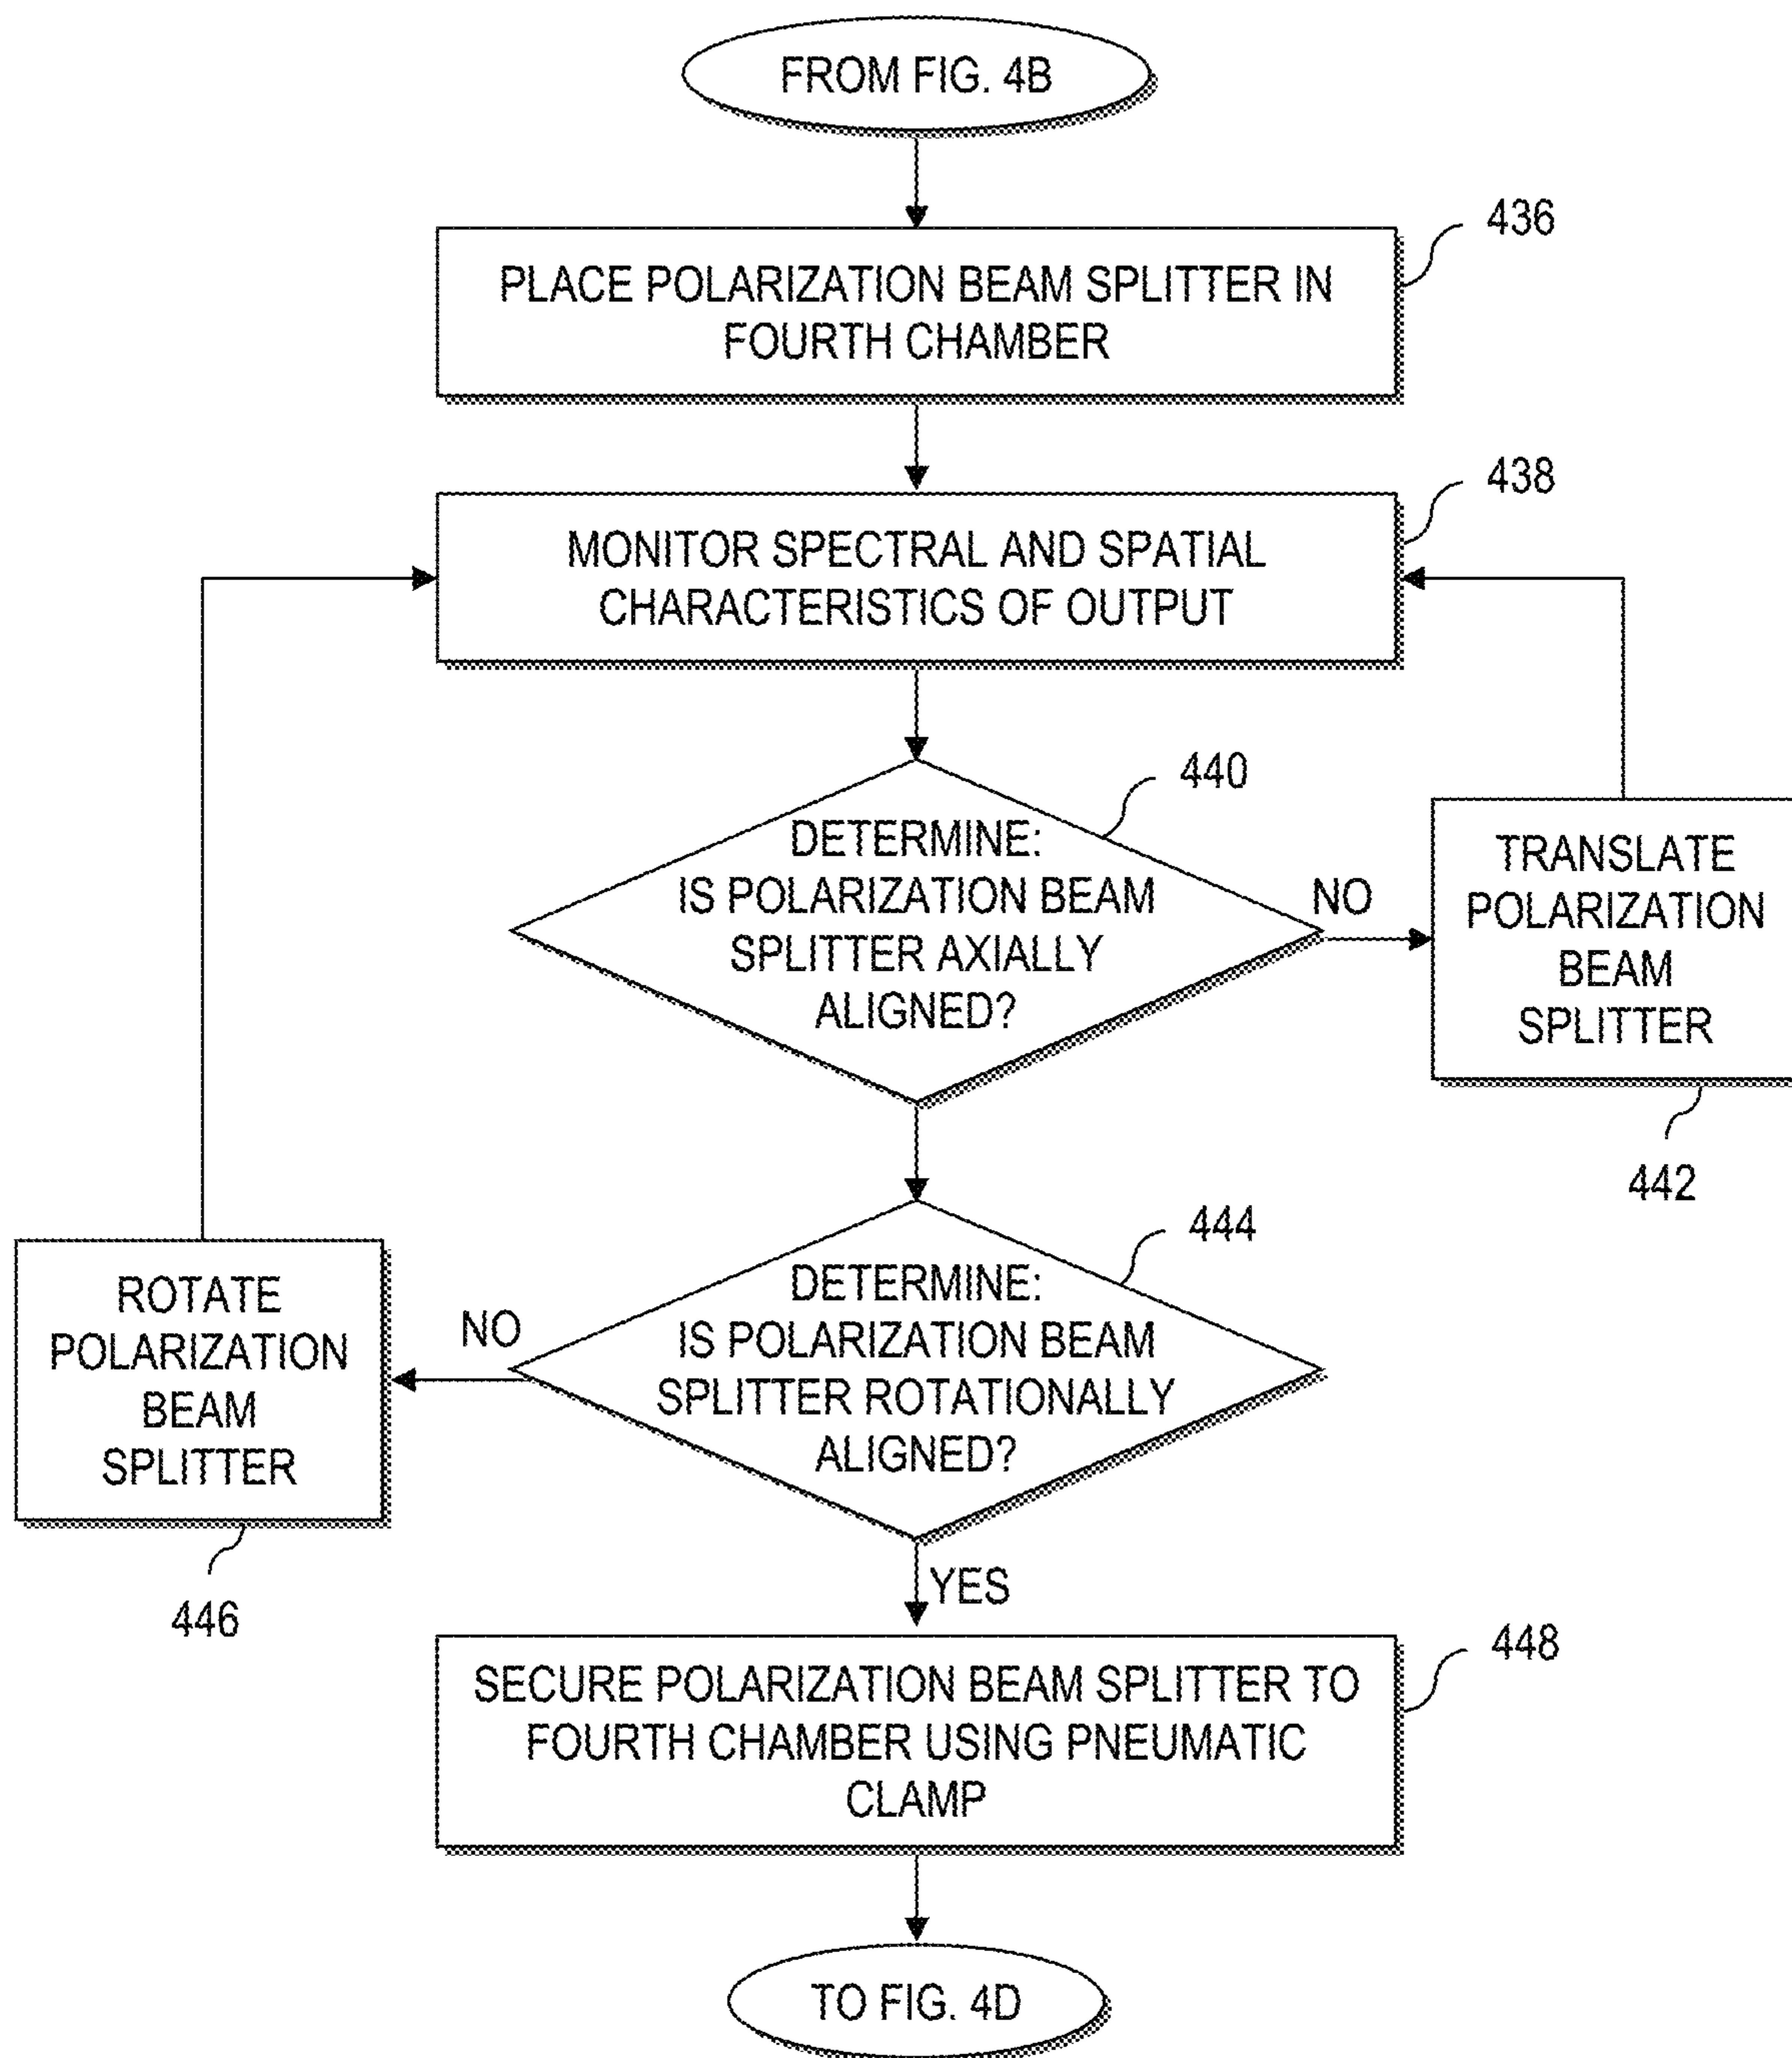 FROM FIG. 4B
436
PLACE POLARIZATION BEAM SPLITTER IN
FOURTH CHAMBER
438
MONITOR SPECTRAL AND SPATIAL
CHARACTERISTICS OF OUTPUT
440
DETERMINE:
IS POLARIZATION BEAM
SPLITTER AXIALLY
ALIGNED?
NO
TRANSLATE
POLARIZATION
BEAM
SPLITTER
442
444
DETERMINE:
IS POLARIZATION BEAM
SPLITTER ROTATIONALLY
ALIGNED?
NO
ROTATE
POLARIZATION
BEAM
SPLITTER
446
YES
448
SECURE POLARIZATION BEAM SPLITTER TO
FOURTH CHAMBER USING PNEUMATIC
CLAMP
TO FIG. 4D